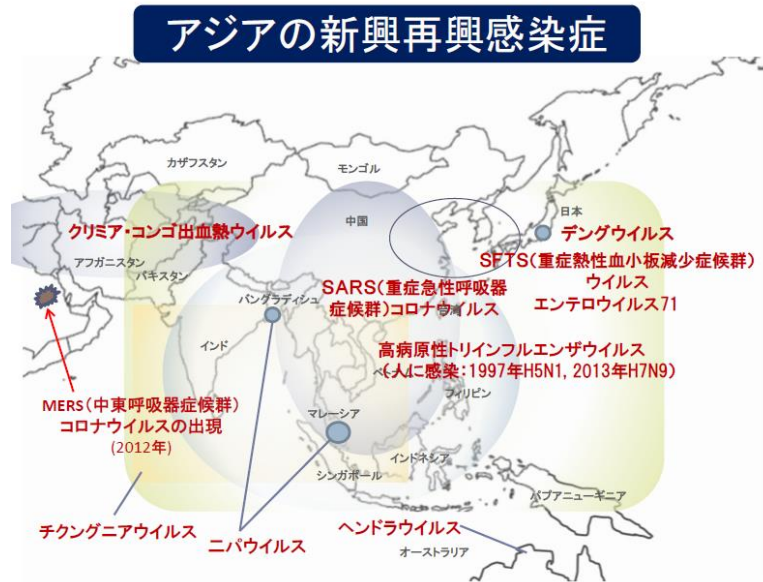 アジアの新興再興感染症
カザフスタン
モンゴル
中国
日本
クリミア・コンゴ出血熱ウイルス
デングウイルス
アフガニスタン
パキスタン
SFTS(重症熱性血小板減少症候群)
ウイルス
エンテロウイルス71
SARS(重症急性呼吸器
症候群)コロナウイルス
バングラディシュ
台湾
インド
高病原性トリインフルエンザウイルス
(人に感染:1997年H5N1, 2013年H7N9)
フィリピン
MERS(中東呼吸器症候群)
コロナウイルスの出現
(2012年)
マレーシア
インドネシア
シンガポール
パプアニューギニア
チクングニアウイルス
ニパウイルス
ヘンドラウイルス
オーストラリア